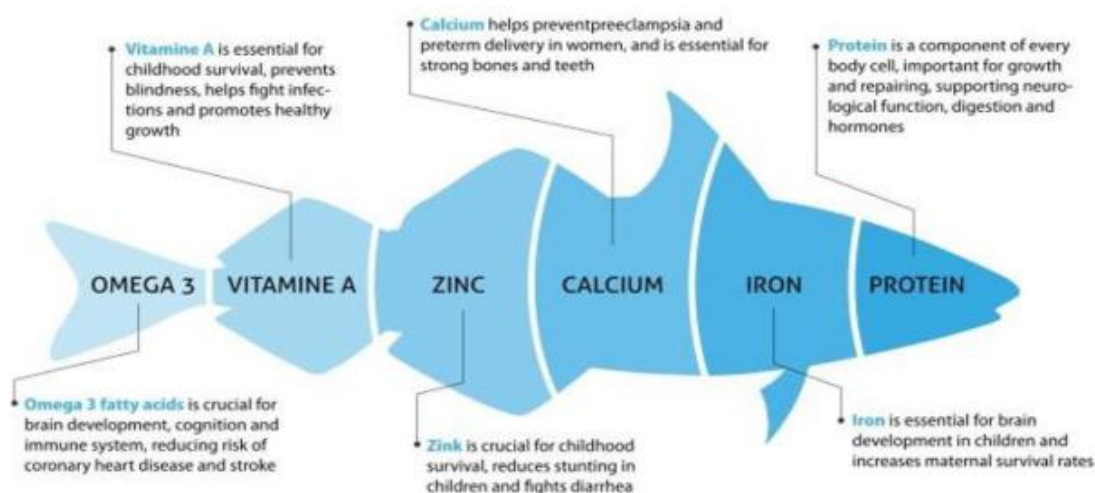 Vitamine A is essential for
childhood survival, prevents
blindness, helps fight infec-
tions and promotes healthy
growth
Calcium helps preventpreeclampsia and
preterm delivery in women, and is essential for
strong bones and teeth
Protein is a component of every
body cell, important for growth
and repairing, supporting neuro-
logical function, digestion and
hormones
OMEGA 3
VITAMINE A
ZINC
CALCIUM
IRON
PROTEIN
Omega 3 fatty acids is crucial for
brain development, cognition and
immune system, reducing risk of
coronary heart disease and stroke
Zink is crucial for childhood
survival, reduces stunting in
children and fights diarrhea
Iron is essential for brain
development in children and
increases maternal survival rates